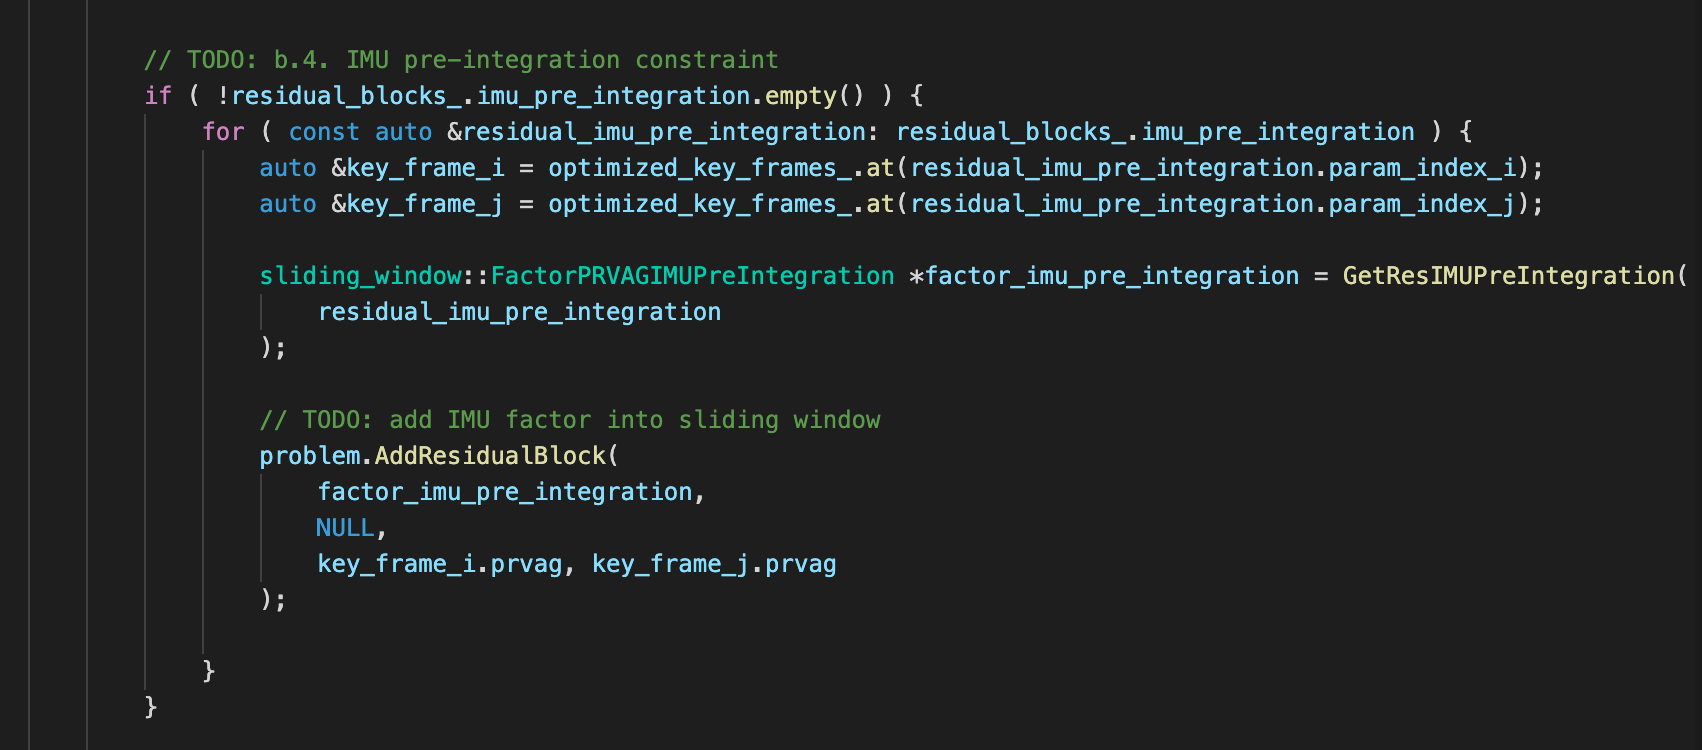 // TODO: b.4. IMU pre-integration constraint
if ( !residual_blocks_.imu_pre_integration.empty() ) {
for ( const auto &residual_imu_pre_integration: residual_blocks_.imu_pre_integration ) {
auto &key_frame_i = optimized_key_frames_.at(residual_imu_pre_integration.param_index_i);
auto &key_frame_j = optimized_key_frames_.at(residual_imu_pre_integration.param_index_j);
sliding_window::FactorPRVAGIMUPreIntegration *factor_imu_pre_integration = GetResIMUPreIntegration(
residual_imu_pre_integration
);
// TODO: add IMU factor into sliding window
problem.AddResidualBlock(
factor_imu_pre_integration,
NULL,
key_frame_i.prvag, key_frame_j.prvag
);
}
}